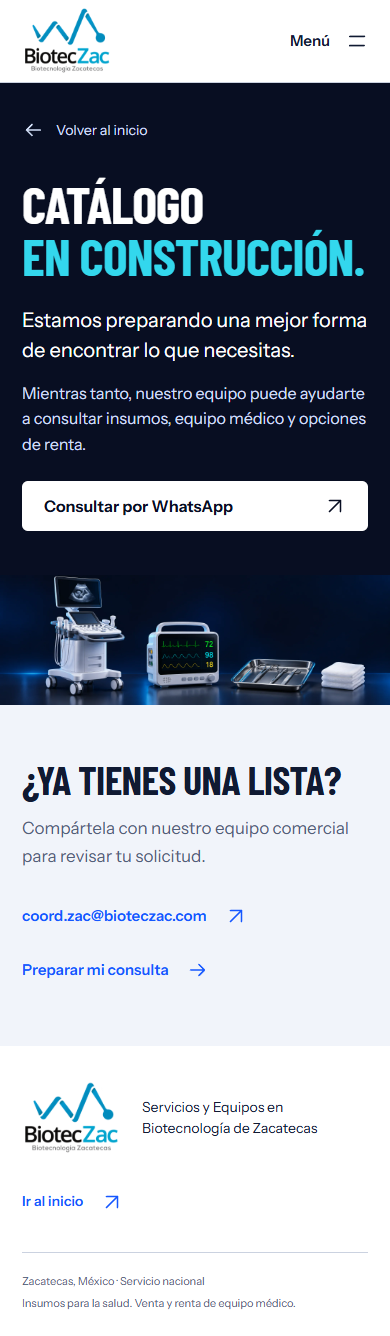 BiotecZac
Biotecnología Zacatecas
Menú
Volver al inicio
CATÁLOGO
EN CONSTRUCCIÓN.
Estamos preparando una mejor forma
de encontrar lo que necesitas.
Mientras tanto, nuestro equipo puede ayudarte
a consultar insumos, equipo médico y opciones
de renta.
Consultar por WhatsApp
72
98
18
¿YA TIENES UNA LISTA?
Compártela con nuestro equipo comercial
para revisar tu solicitud.
coord.zac@bioteczac.com
Preparar mi consulta
BiotecZac
Biotecnología Zacatecas
Servicios y Equipos en
Biotecnología de Zacatecas
Ir al inicio
Zacatecas, México · Servicio nacional
Insumos para la salud. Venta y renta de equipo médico.